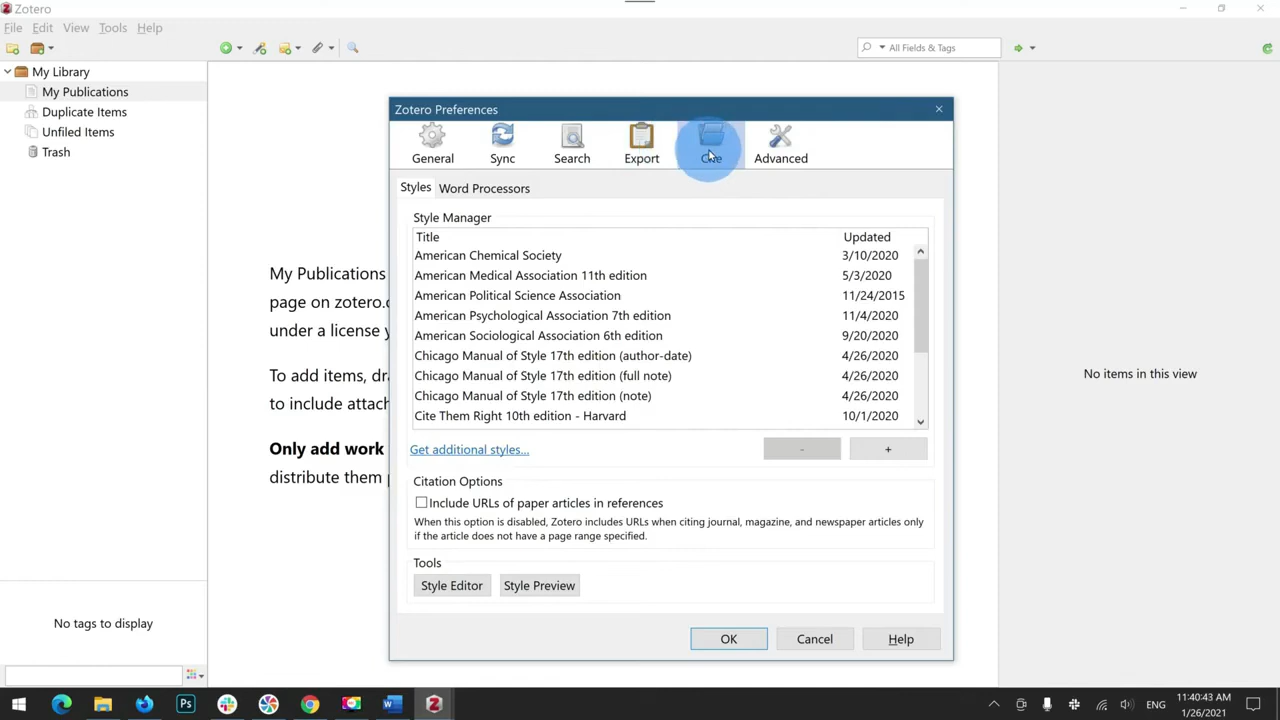 Zotero
File Edit View Tools Help
All Fields & Tags
My Library
My Publications
Duplicate Items
Unfiled Items
Trash
My Publications
page on zotero.
under a license
To add items,
to include
Only add work
distribute them
No items in this view
No tags to display
Zotero Preferences
General Sync Search Export Cite Advanced
Styles Word Processors
Style Manager
Title Updated
American Chemical Society 3/10/2020
American Medical Association 11th edition 5/3/2020
American Political Science Association 11/24/2015
American Psychological Association 7th edition 11/4/2020
American Sociological Association 6th edition 9/20/2020
Chicago Manual of Style 17th edition (author-date) 4/26/2020
Chicago Manual of Style 17th edition (full note) 4/26/2020
Chicago Manual of Style 17th edition (note) 4/26/2020
Cite Them Right 10th edition - Harvard 10/1/2020
Get additional styles... - +
Citation Options
Include URLs of paper articles in references
When this option is disabled, Zotero includes URLs when citing journal, magazine, and newspaper articles only
if the article does not have a page range specified.
Tools
Style Editor Style Preview
OK Cancel Help
Ps
W
Z
ENG
11:40:43 AM
1/26/2021